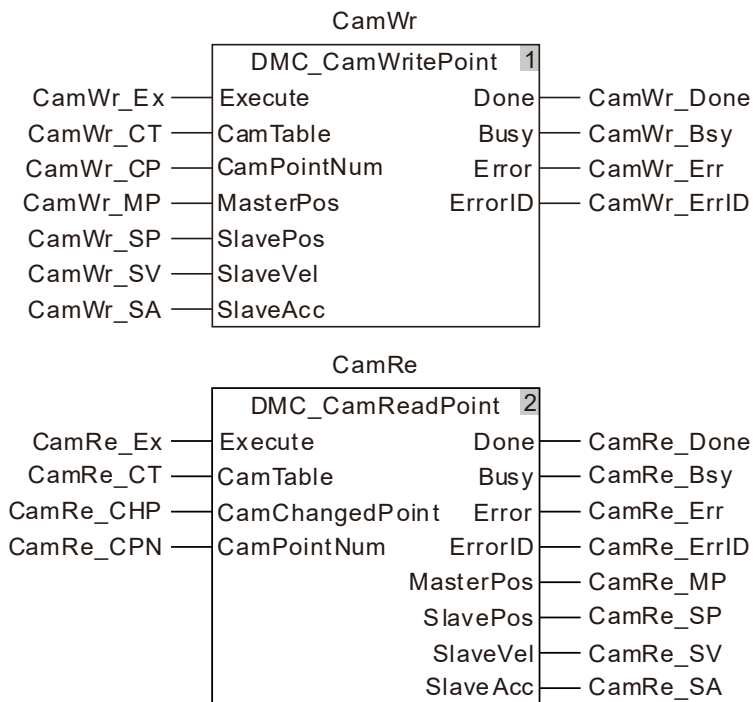 CamWr
DMC_CamWritePoint 1
CamWr_Ex Execute Done CamWr_Done
CamWr_CT CamTable Busy CamWr_Bsy
CamWr_CP CamPointNum Error CamWr_Err
CamWr_MP MasterPos ErrorID CamWr_ErrID
CamWr_SP SlavePos
CamWr_SV SlaveVel
CamWr_SA SlaveAcc
CamRe
DMC_CamReadPoint 2
CamRe_Ex Execute Done CamRe_Done
CamRe_CT CamTable Busy CamRe_Bsy
CamRe_CHP CamChangedPoint Error CamRe_Err
CamRe_CPN CamPointNum ErrorID CamRe_ErrID
MasterPos CamRe_MP
SlavePos CamRe_SP
SlaveVel CamRe_SV
SlaveAcc CamRe_SA